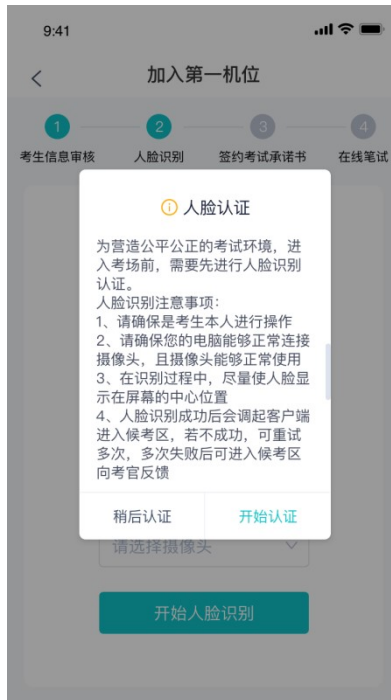 9:41
加入第一机位
1
2
3
4
考生信息审核
人脸识别
签约考试承诺书
在线笔试
人脸认证
为营造公平公正的考试环境，进
入考场前，需要先进行人脸识别
认证。
人脸识别注意事项：
1、请确保是考生本人进行操作
2、请确保您的电脑能够正常连接
摄像头，且摄像头能够正常使用
3、在识别过程中，尽量使人脸显
示在屏幕的中心位置
4、人脸识别成功后会调起客户端
进入候考区，若不成功，可重试
多次，多次失败后可进入候考区
向考官反馈
稍后认证
开始认证
请选择摄像头
开始人脸识别